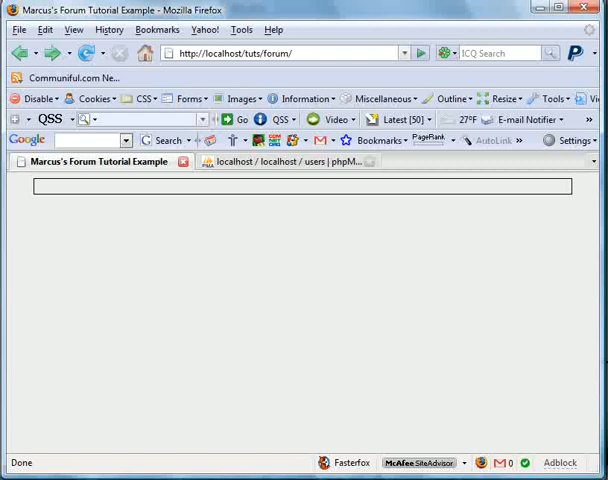 Marcus's Forum Tutorial Example - Mozilla Firefox
File Edit View History Bookmarks Yahoo! Tools Help
http://localhost/tuts/forum/ ICQ Search
Communiful.com Ne...
Disable Cookies CSS Forms Images Information Miscellaneous Outline Resize Tools
QSS Go QSS Video Latest [50] 27°F E-mail Notifier
Google Search Bookmarks PageRank AutoLink Settings
Marcus's Forum Tutorial Example localhost / localhost / users | phpM...
Done Fasterfox McAfee SiteAdvisor 0 Adblock